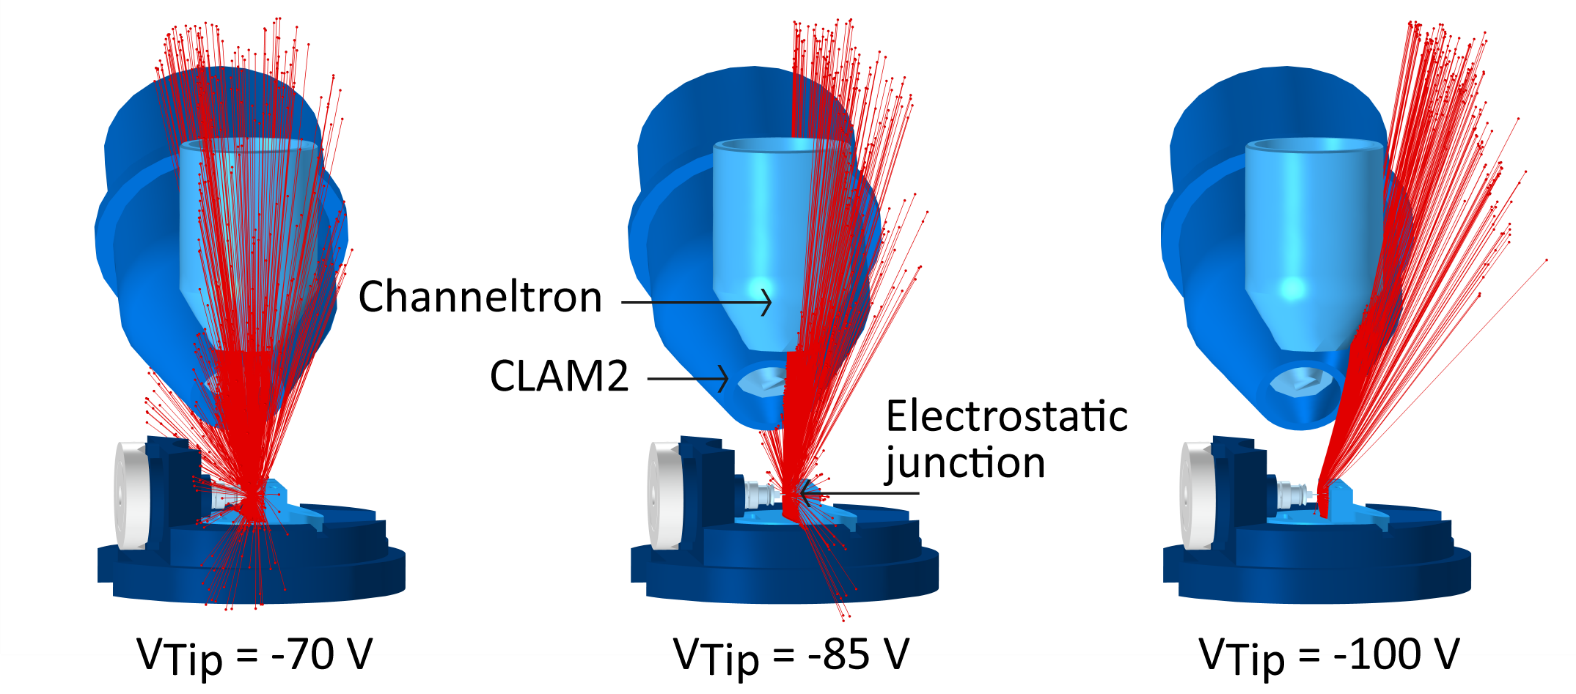 Channeltron
CLAM2
Electrostatic
junction
VTip = -70 V
VTip = -85 V
VTip = -100 V